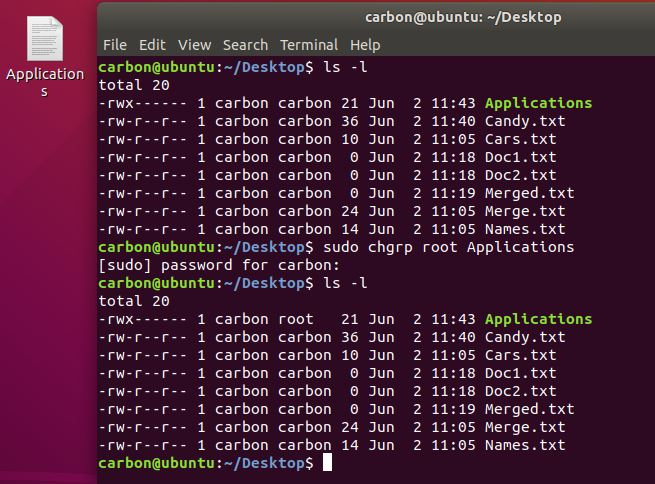 Application
s
carbon@ubuntu: ~/Desktop
File Edit View Search Terminal Help
carbon@ubuntu:~/Desktop$ ls -l
total 20
-rwx------ 1 carbon carbon 21 Jun  2 11:43 Applications
-rw-r--r-- 1 carbon carbon 36 Jun  2 11:40 Candy.txt
-rw-r--r-- 1 carbon carbon 10 Jun  2 11:05 Cars.txt
-rw-r--r-- 1 carbon carbon  0 Jun  2 11:18 Doc1.txt
-rw-r--r-- 1 carbon carbon  0 Jun  2 11:18 Doc2.txt
-rw-r--r-- 1 carbon carbon  0 Jun  2 11:19 Merged.txt
-rw-r--r-- 1 carbon carbon 24 Jun  2 11:05 Merge.txt
-rw-r--r-- 1 carbon carbon 14 Jun  2 11:05 Names.txt
carbon@ubuntu:~/Desktop$ sudo chgrp root Applications
[sudo] password for carbon:
carbon@ubuntu:~/Desktop$ ls -l
total 20
-rwx------ 1 carbon root   21 Jun  2 11:43 Applications
-rw-r--r-- 1 carbon carbon 36 Jun  2 11:40 Candy.txt
-rw-r--r-- 1 carbon carbon 10 Jun  2 11:05 Cars.txt
-rw-r--r-- 1 carbon carbon  0 Jun  2 11:18 Doc1.txt
-rw-r--r-- 1 carbon carbon  0 Jun  2 11:18 Doc2.txt
-rw-r--r-- 1 carbon carbon  0 Jun  2 11:19 Merged.txt
-rw-r--r-- 1 carbon carbon 24 Jun  2 11:05 Merge.txt
-rw-r--r-- 1 carbon carbon 14 Jun  2 11:05 Names.txt
carbon@ubuntu:~/Desktop$